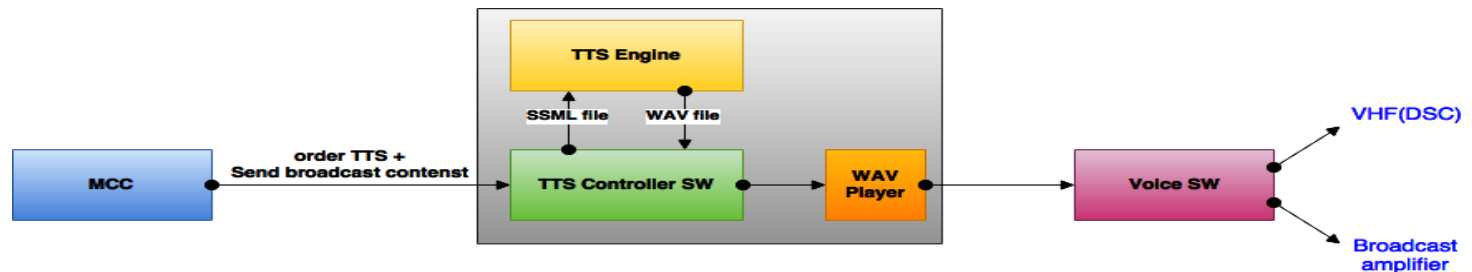 TTS Engine
SSML file
WAV file
order TTS +
Send broadcast contenst
MCC
TTS Controller SW
WAV
Player
Voice SW
VHF(DSC)
Broadcast
amplifier